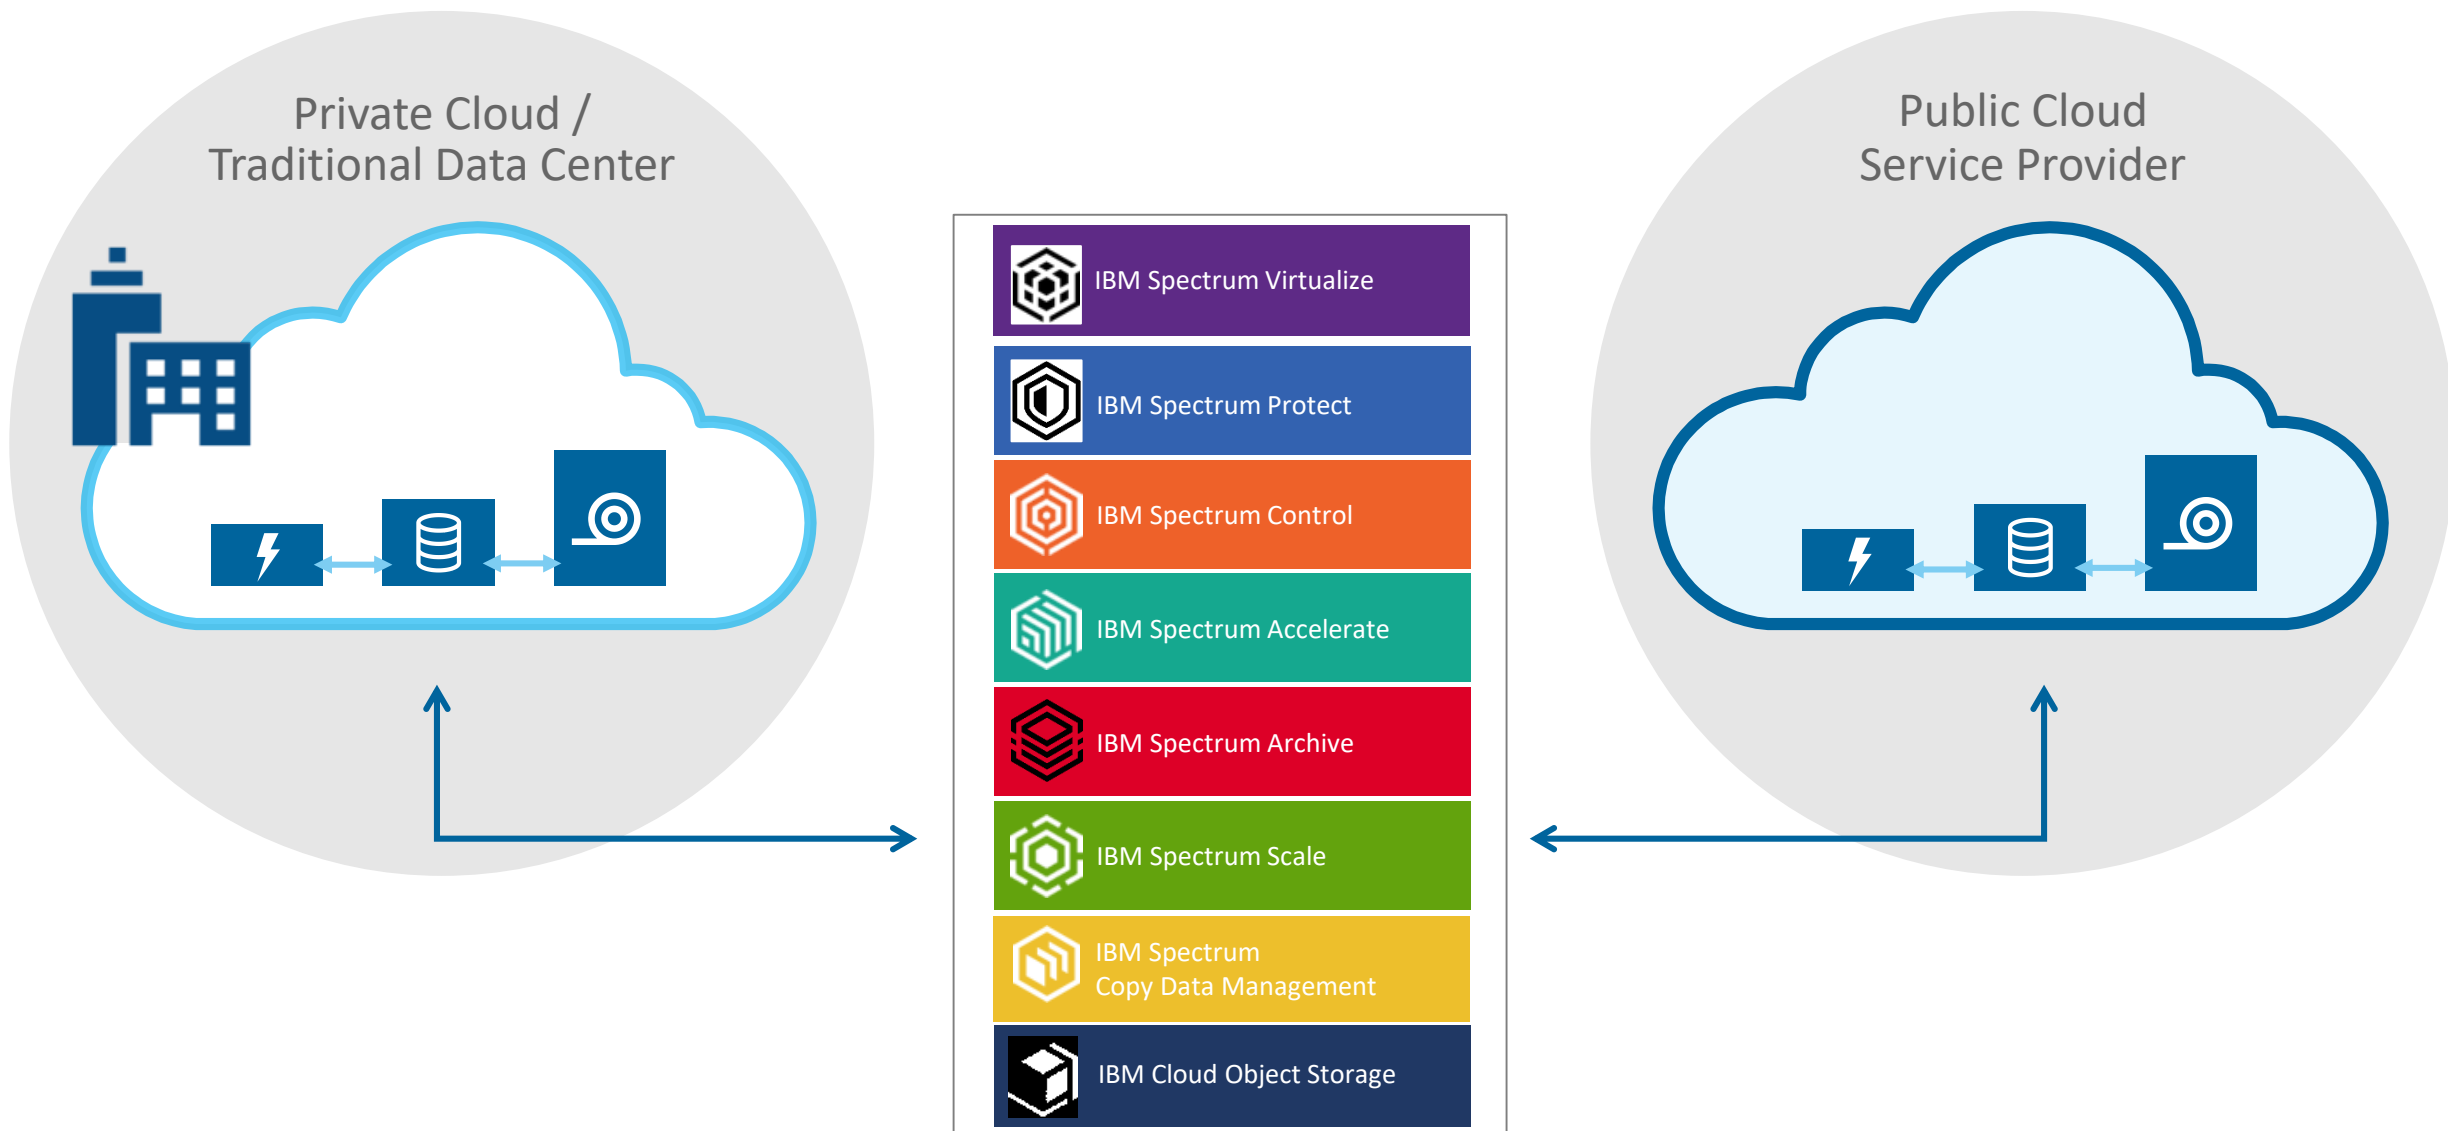 Private Cloud /
Traditional Data Center
Public Cloud
Service Provider
IBM Spectrum Virtualize
IBM Spectrum Protect
IBM Spectrum Control
IBM Spectrum Accelerate
IBM Spectrum Archive
IBM Spectrum Scale
IBM Spectrum
Copy Data Management
IBM Cloud Object Storage